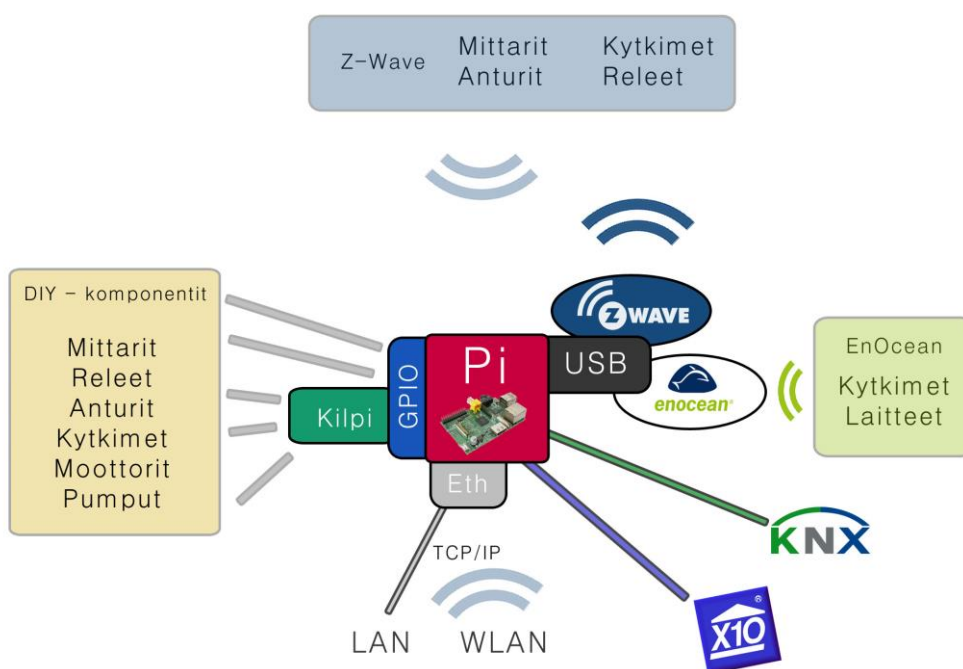 Z-Wave
Mittarit
Anturit
Kytkimet
Releet
DIY - komponentit
Mittarit
Releet
Anturit
Kytkimet
Moottorit
Pumput
Kilpi
GPIO
Pi
USB
Eth
Z WAVE
enocean®
EnOcean
Kytkimet
Laitteet
KNX
X10®
TCP/IP
LAN
WLAN